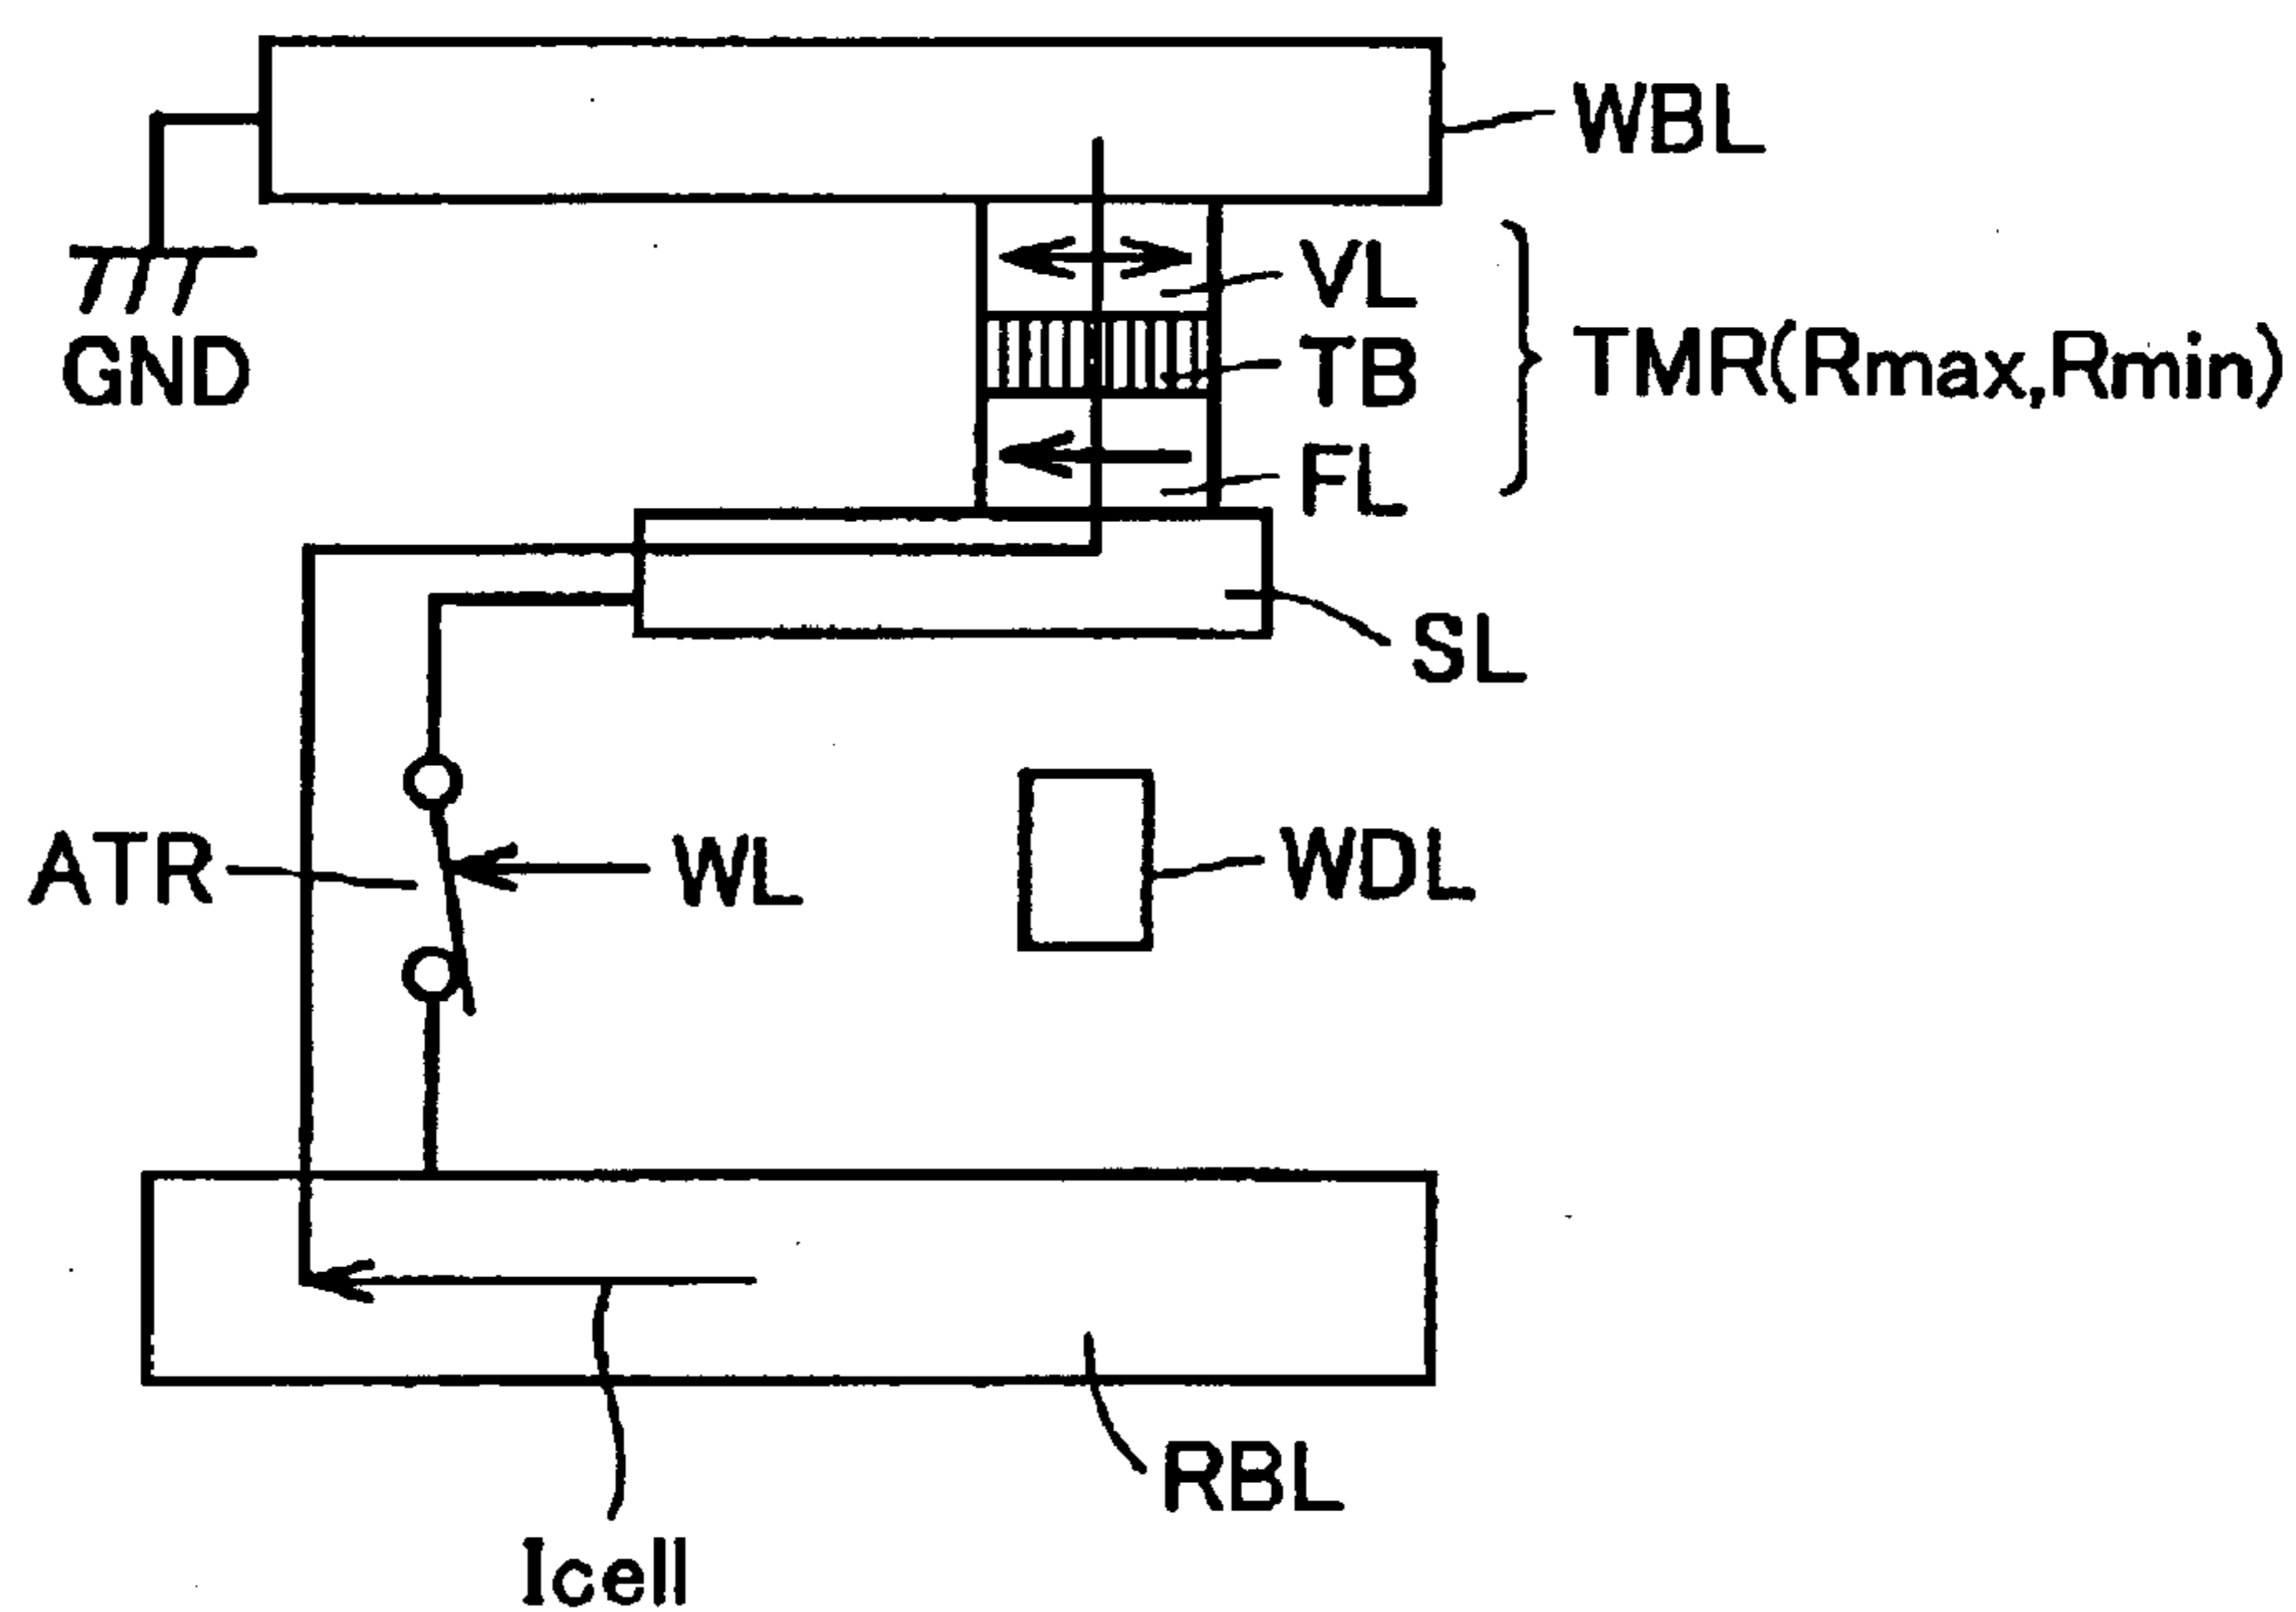 WBL
VL
TB
FL
TMR(Rmax,Rmin)
GND
SL
ATR
WL
WDL
RBL
Icell